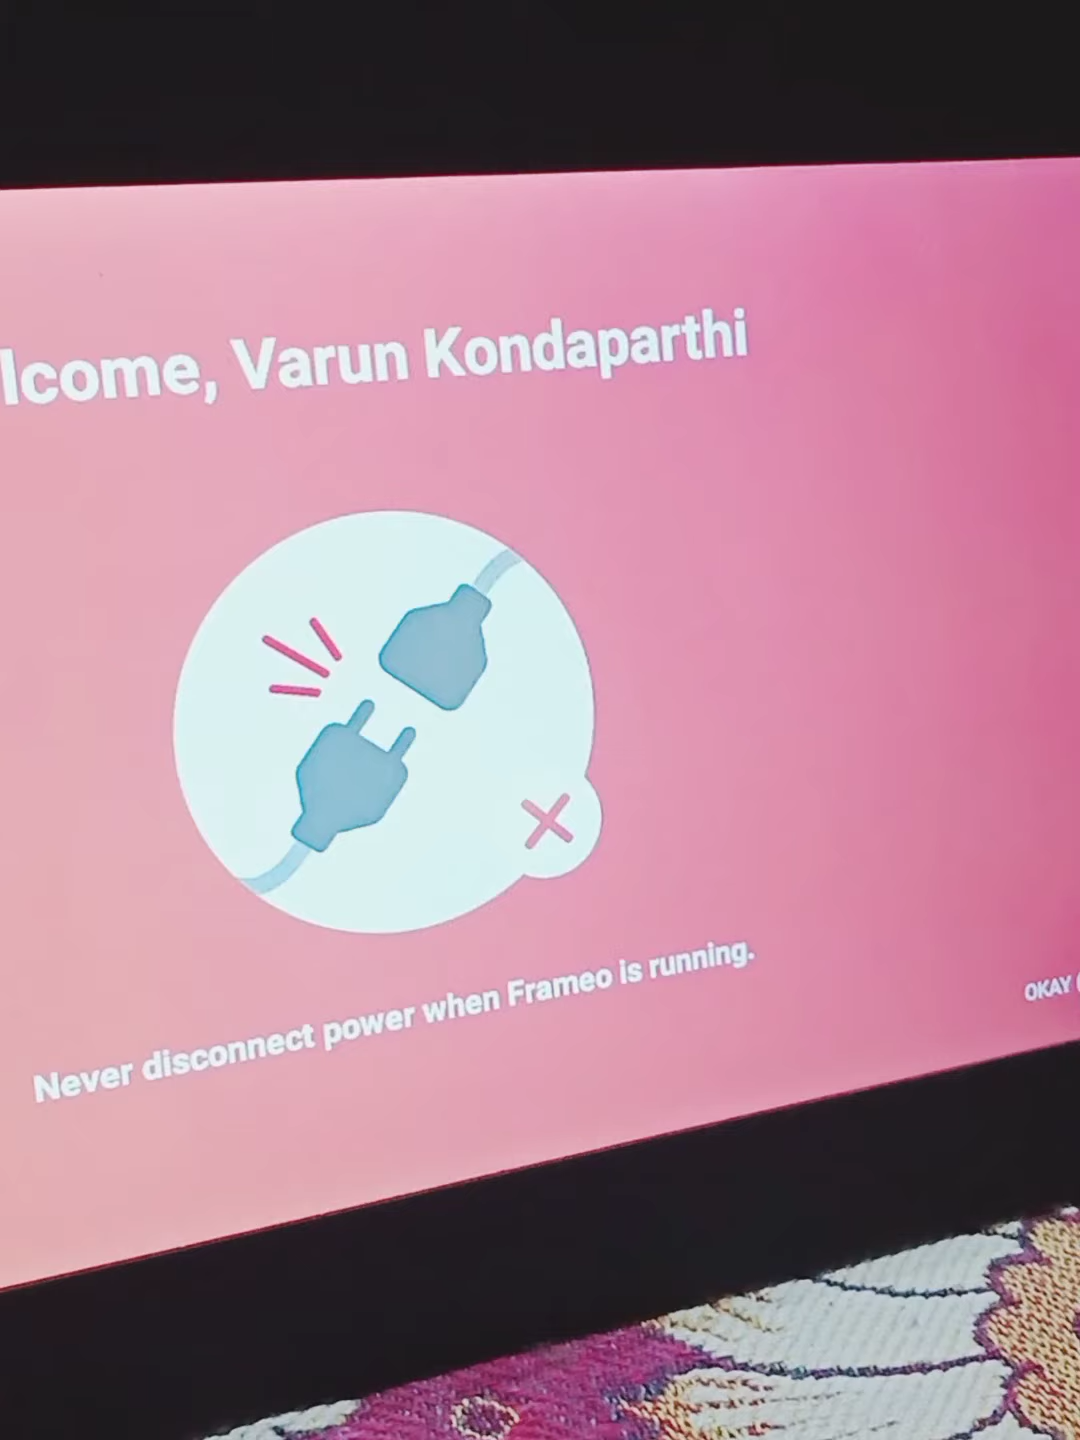 lcome, Varun Kondaparthi
Never disconnect power when Frameo is running.
OKAY